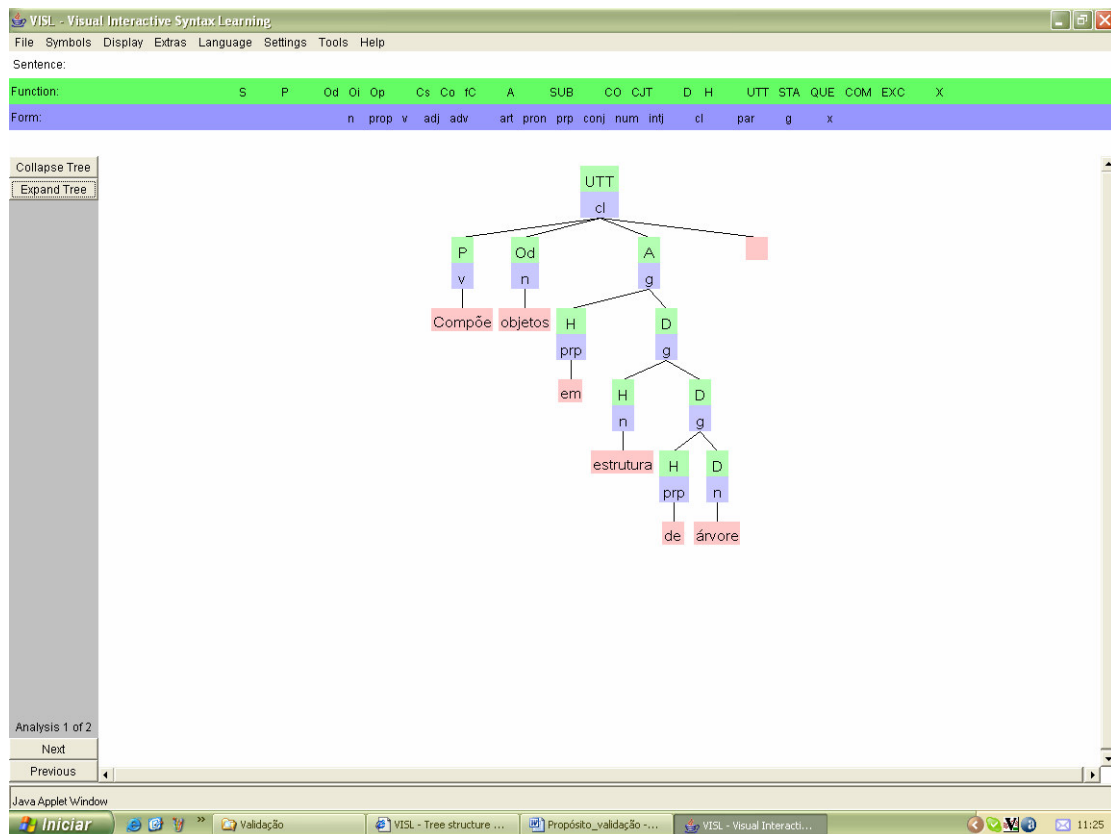 VISL - Visual Interactive Syntax Learning
File Symbols Display Extras Language Settings Tools Help
Sentence:
Function: S P Od Oi Op Cs Co fC A SUB CO CJT D H UTT STA QUE COM EXC X
Form: n prop v adj adv art pron prp conj num intj cl par g x
Collapse Tree
Expand Tree
UTT
cl
P Od A
v n g
Compõe objetos H D
prp g
em H D
n g
estrutura H D
prp n
de árvore
Analysis 1 of 2
Next
Previous
Java Applet Window
Iniciar » Validação VISL - Tree structure ... Propósito_validação -... VISL - Visual Interacti... 11:25